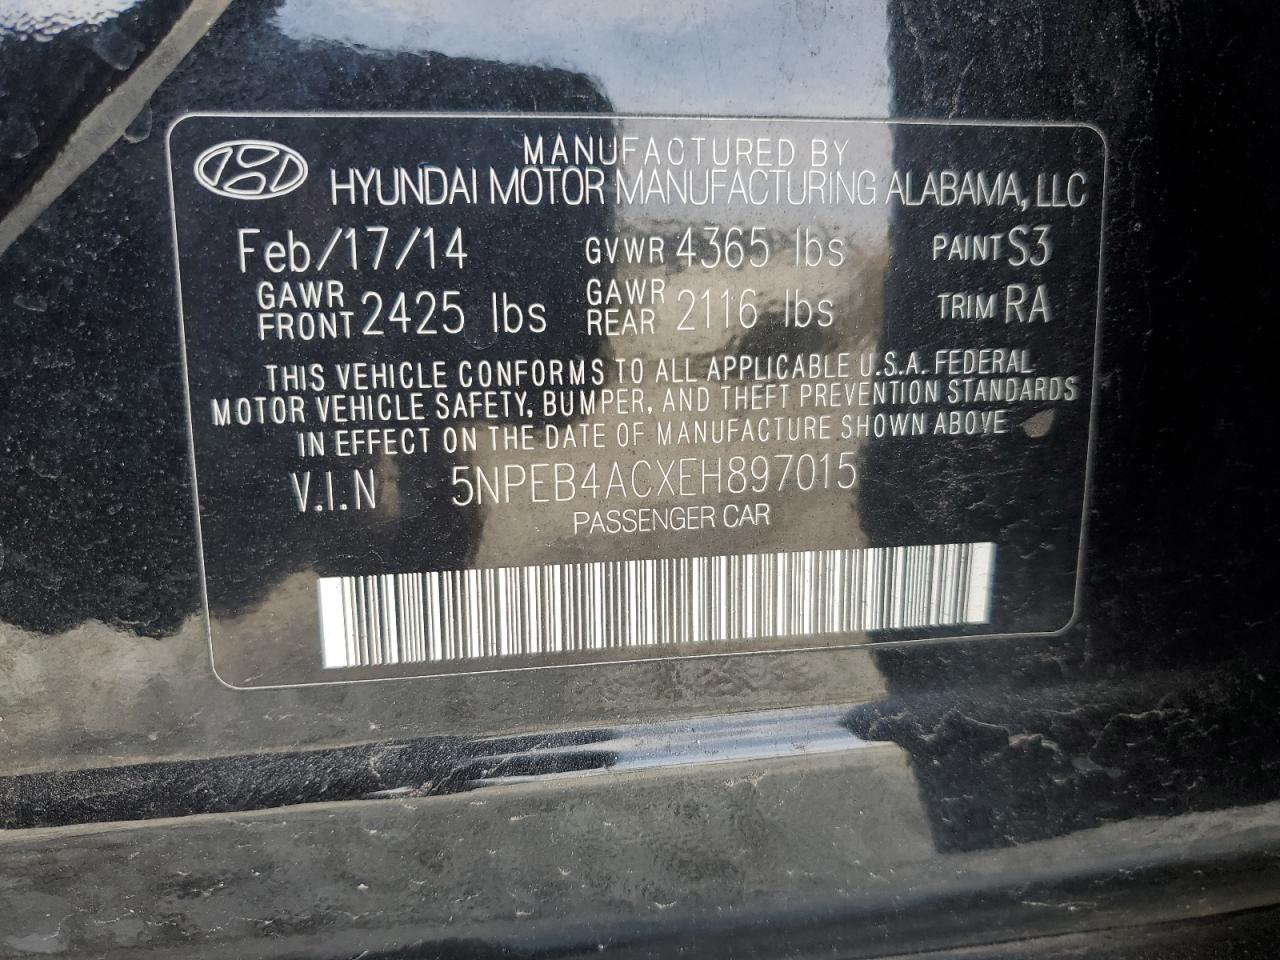 MANUFACTURED BY
HYUNDAI MOTOR MANUFACTURING ALABAMA, LLC
Feb/17/14 GVWR 4365 lbs PAINT S3
GAWR FRONT 2425 lbs GAWR REAR 2116 lbs TRIM RA
THIS VEHICLE CONFORMS TO ALL APPLICABLE U.S.A. FEDERAL
MOTOR VEHICLE SAFETY, BUMPER, AND THEFT PREVENTION STANDARDS
IN EFFECT ON THE DATE OF MANUFACTURE SHOWN ABOVE
V.I.N 5NPEB4ACXEH897015
PASSENGER CAR